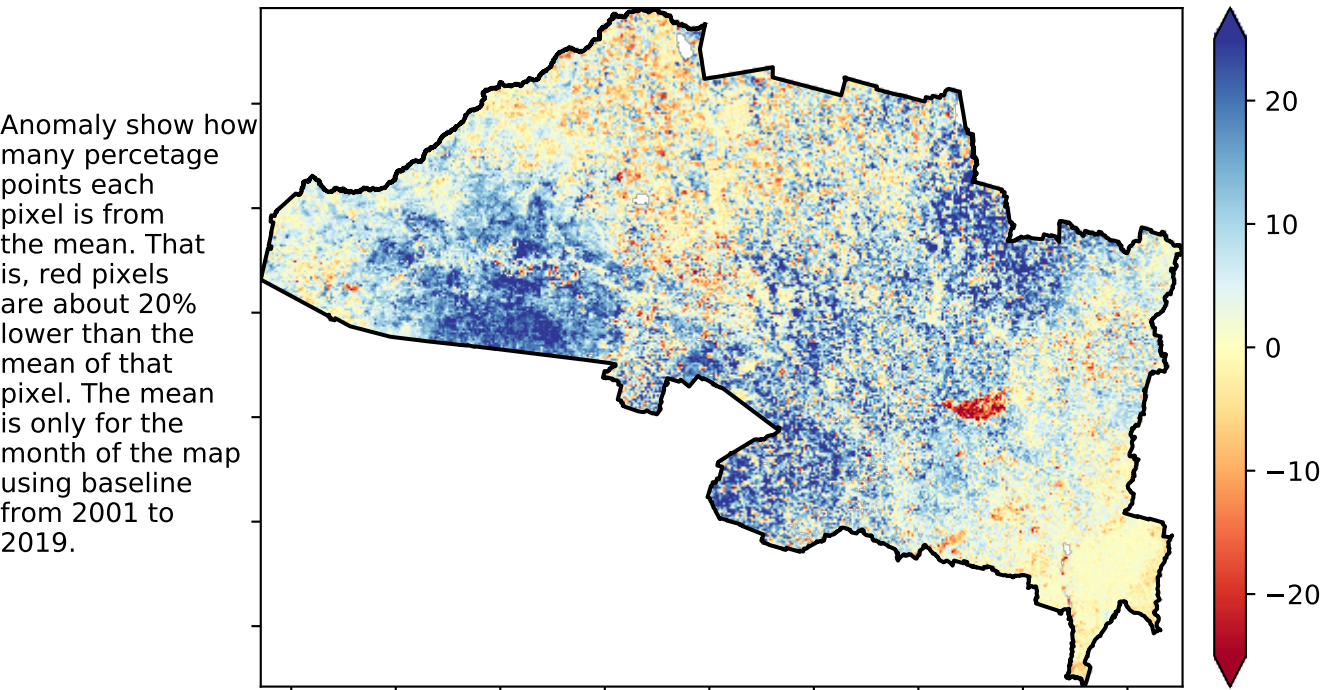 Anomaly show how
many percetage
points each
pixel is from
the mean. That
is, red pixels
are about 20%
lower than the
mean of that
pixel. The mean
is only for the
month of the map
using baseline
from 2001 to
2019.
20
10
0
−10
−20